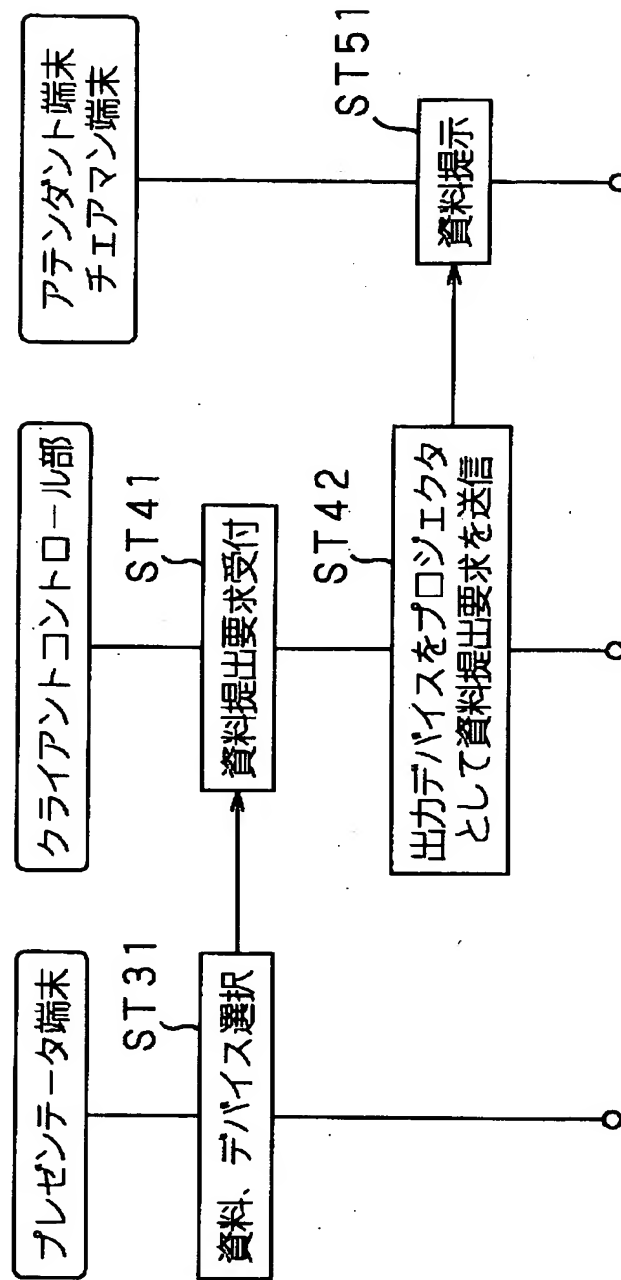 プレゼンテータ端末
クライアントコントロール部
アテンダント端末
チェアマン端末
ST31
資料、デバイス選択
ST41
資料提出要求受付
ST42
出力デバイスをプロジェクタ
として資料提出要求を送信
ST51
資料提示